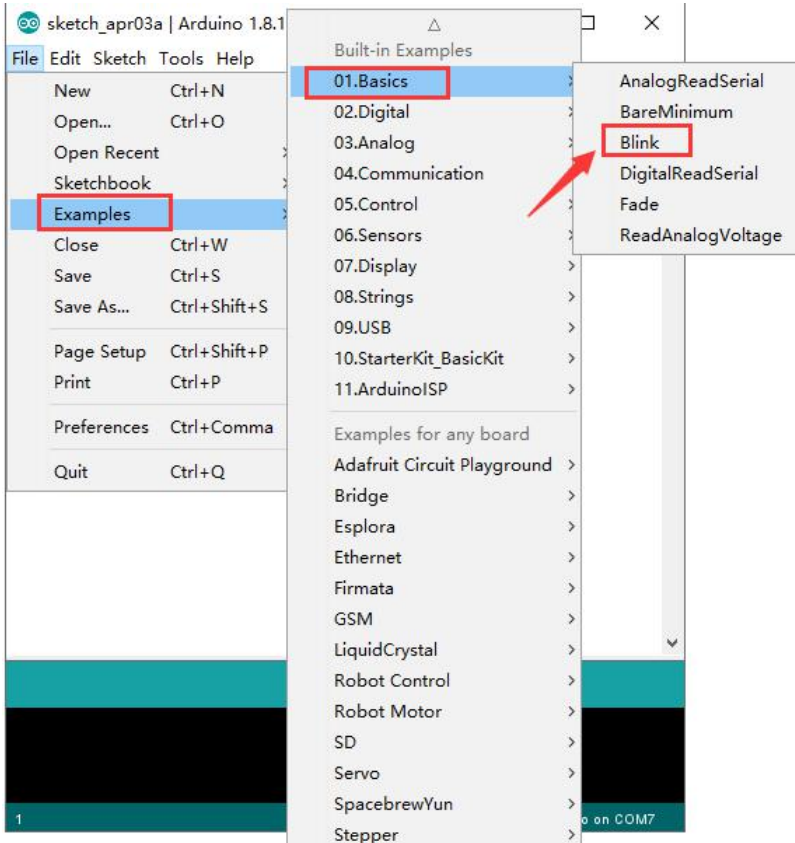 sketch_apr03a | Arduino 1.8.1
File Edit Sketch Tools Help
New Ctrl+N
Open... Ctrl+O
Open Recent
Sketchbook
Examples
Close Ctrl+W
Save Ctrl+S
Save As... Ctrl+Shift+S
Page Setup Ctrl+Shift+P
Print Ctrl+P
Preferences Ctrl+Comma
Quit Ctrl+Q
Built-in Examples
01.Basics
02.Digital
03.Analog
04.Communication
05.Control
06.Sensors
07.Display
08.Strings
09.USB
10.StarterKit_BasicKit
11.ArduinoISP
Examples for any board
Adafruit Circuit Playground
Bridge
Esplora
Ethernet
Firmata
GSM
LiquidCrystal
Robot Control
Robot Motor
SD
Servo
SpacebrewYun
Stepper
AnalogReadSerial
BareMinimum
Blink
DigitalReadSerial
Fade
ReadAnalogVoltage
1
o on COM7